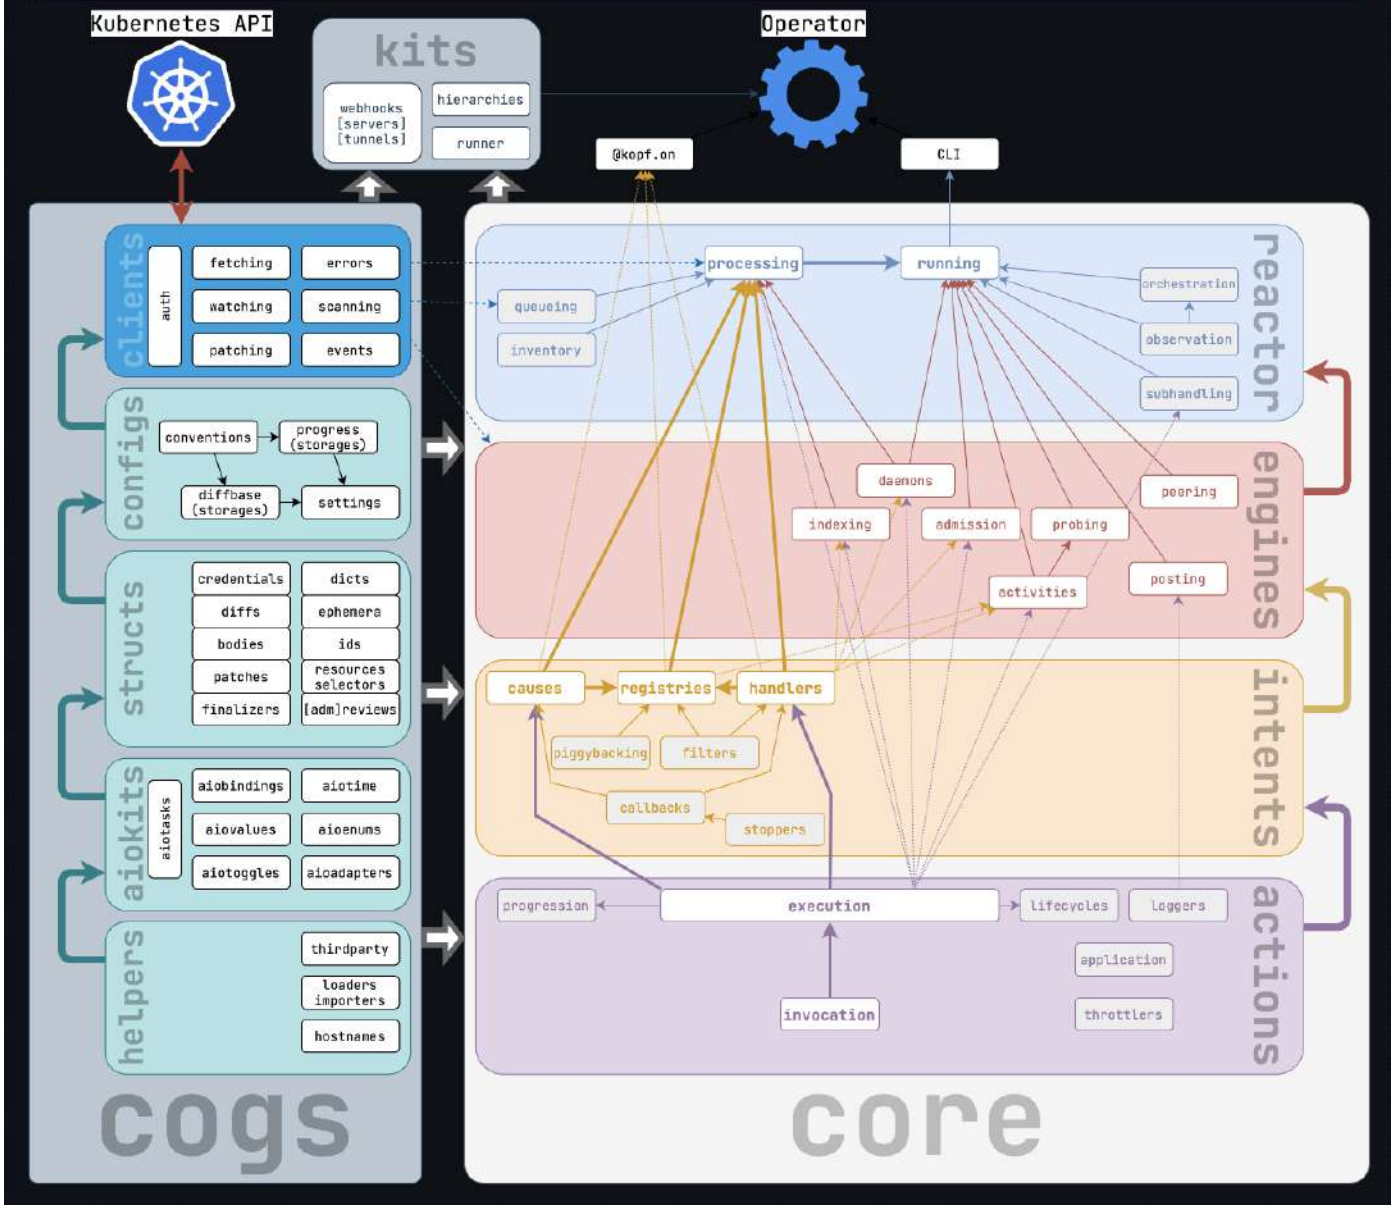 Kubernetes API
Operator
kits
webhooks
[servers]
[tunnels]
hierarchies
runner
@kopf.on
CLI
clients
auth
fetching
errors
watching
scanning
patching
events
configs
conventions
progress
(storages)
diffbase
(storages)
settings
structs
credentials
dicts
diffs
ephemera
bodies
ids
patches
resources
selectors
finalizers
[adm]reviews
aiokits
aiotasks
aiobindings
aiotime
aiovalues
aioenums
aiotoggles
aioadapters
helpers
thirdparty
loaders
importers
hostnames
cogs
reactor
processing
running
queueing
inventory
orchestration
observation
subhandling
engines
daemons
peering
indexing
admission
probing
activities
posting
intents
causes
registries
handlers
piggybacking
filters
callbacks
stoppers
actions
progression
execution
lifecycles
loggers
application
invocation
throttlers
core